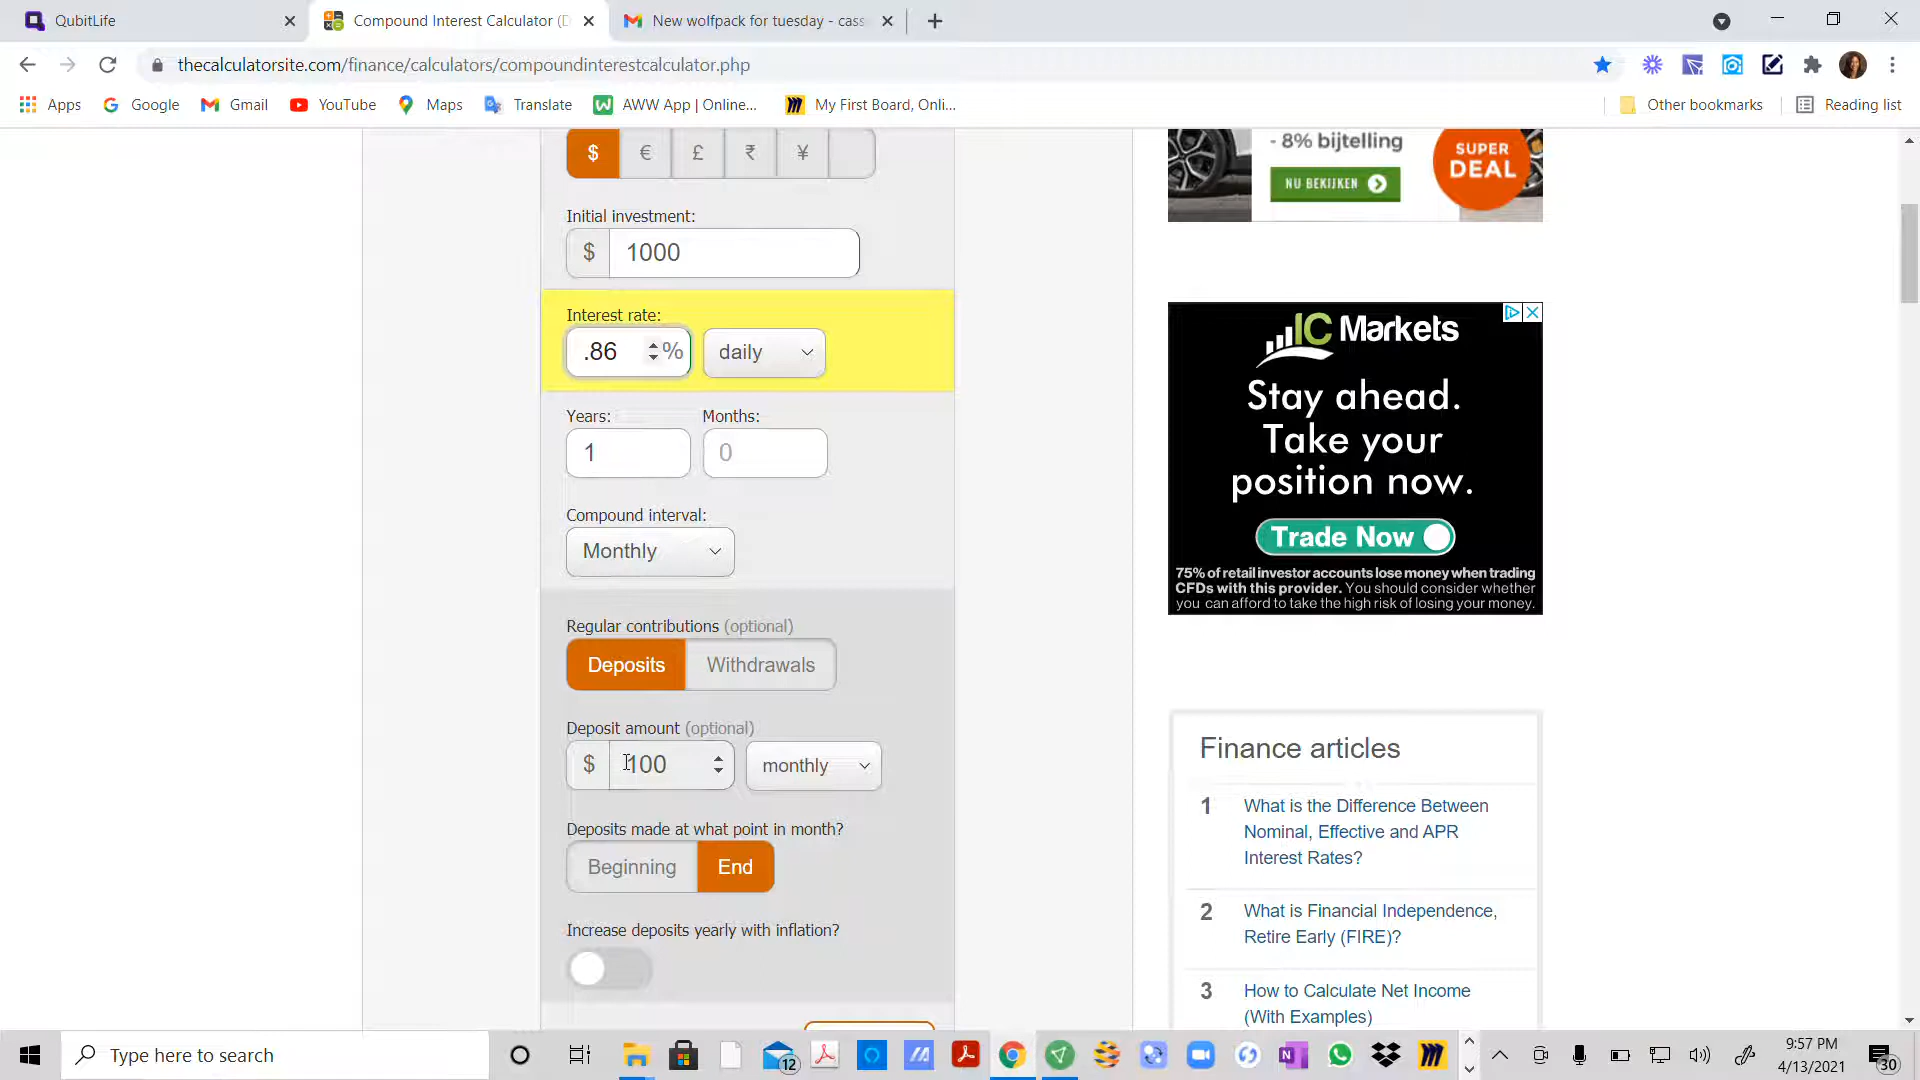 QubitLife
Compound Interest Calculator (D
New wolfpack for tuesday - cass
thecalculatorsite.com/finance/calculators/compoundinterestcalculator.php
Apps
Google
Gmail
YouTube
Maps
Translate
AWW App | Online...
My First Board, Onli...
Other bookmarks
Reading list
$ € £ ₹ ¥
Initial investment:
$ 1000
Interest rate:
.86 % daily
Years: Months:
1 0
Compound interval:
Monthly
Regular contributions (optional)
Deposits Withdrawals
Deposit amount (optional)
$ 100 monthly
Deposits made at what point in month?
Beginning End
Increase deposits yearly with inflation?
- 8% bijtelling
NU BEKIJKEN
SUPER
DEAL
IC Markets
Stay ahead.
Take your
position now.
Trade Now
75% of retail investor accounts lose money when trading
CFDs with this provider. You should consider whether
you can afford to take the high risk of losing your money.
Finance articles
1 What is the Difference Between
Nominal, Effective and APR
Interest Rates?
2 What is Financial Independence,
Retire Early (FIRE)?
3 How to Calculate Net Income
(With Examples)
Type here to search
12
9:57 PM
4/13/2021
30